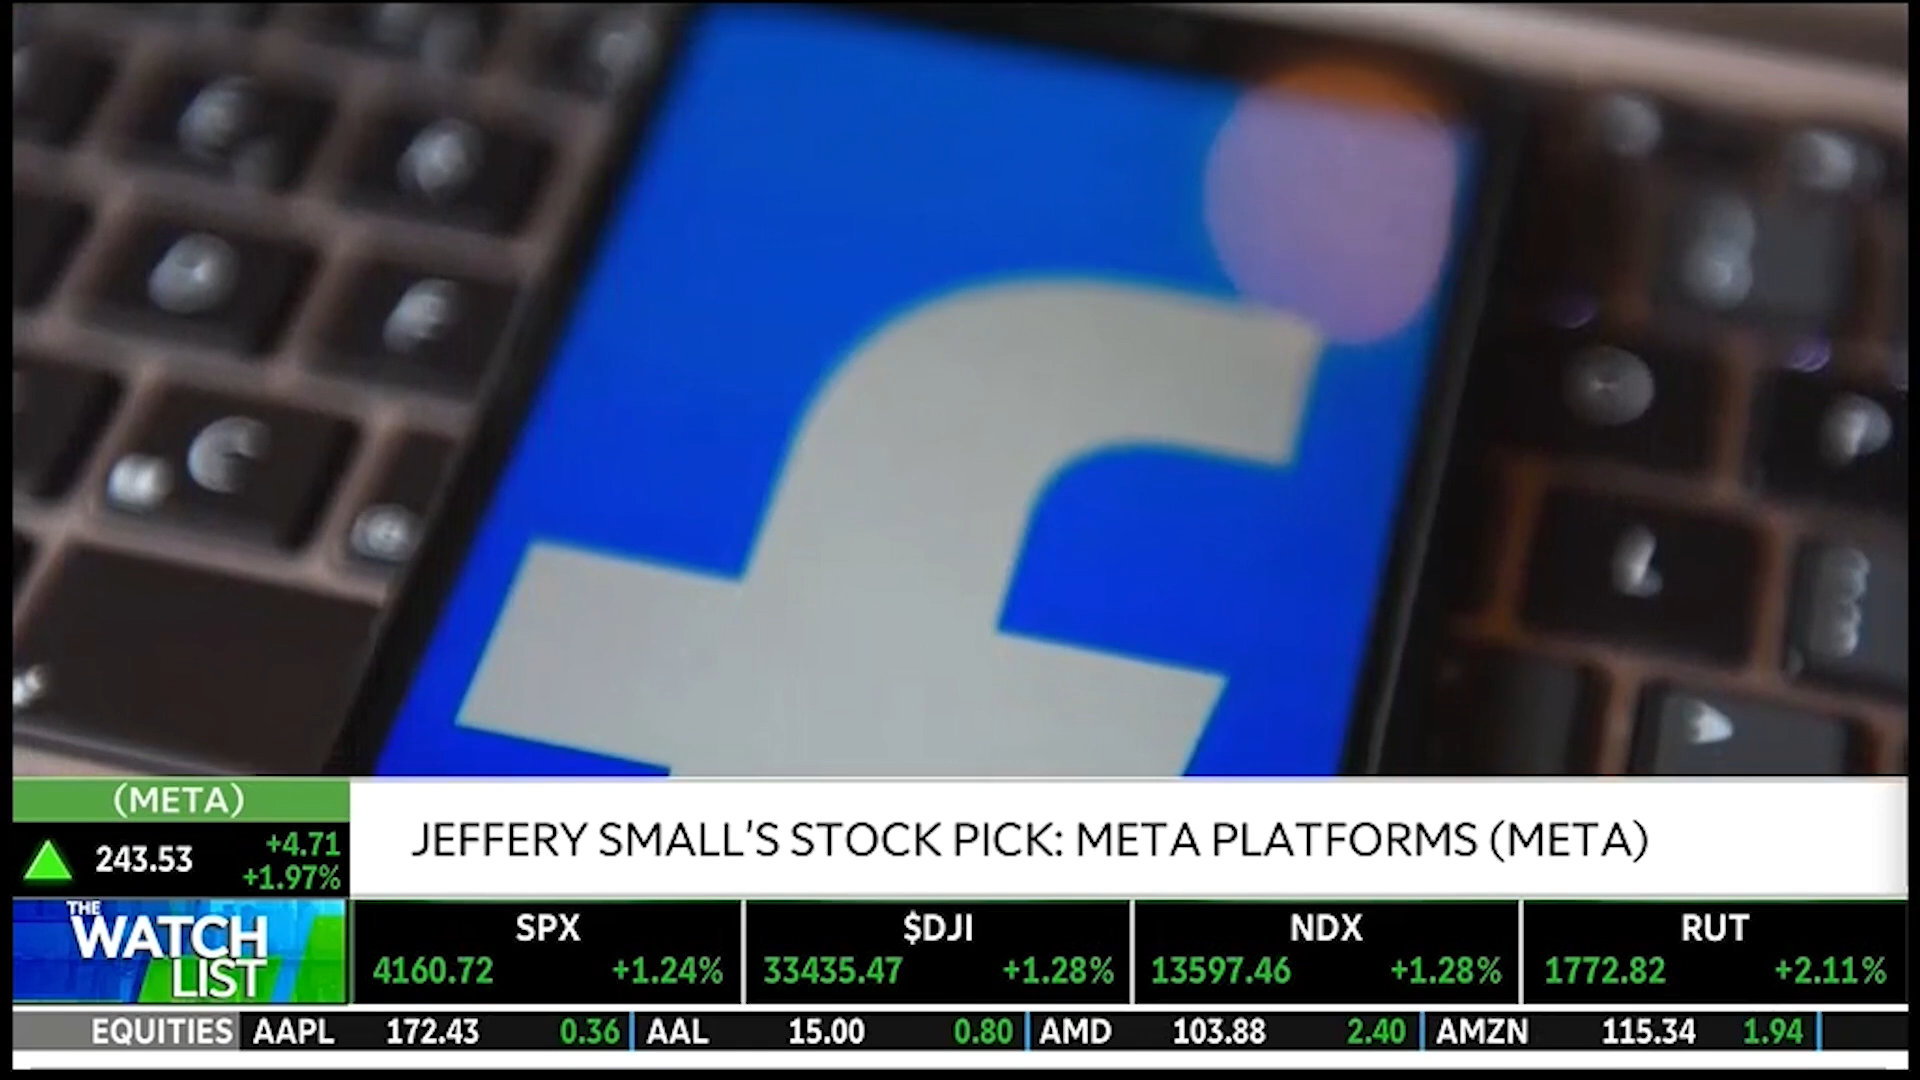 (META)
243.53
+4.71
+1.97%
JEFFERY SMALL'S STOCK PICK: META PLATFORMS (META)
THE
WATCH
LIST
SPX
4160.72 +1.24%
$DJI
33435.47 +1.28%
NDX
13597.46 +1.28%
RUT
1772.82 +2.11%
EQUITIES AAPL 172.43 0.36 AAL 15.00 0.80 AMD 103.88 2.40 AMZN 115.34 1.94